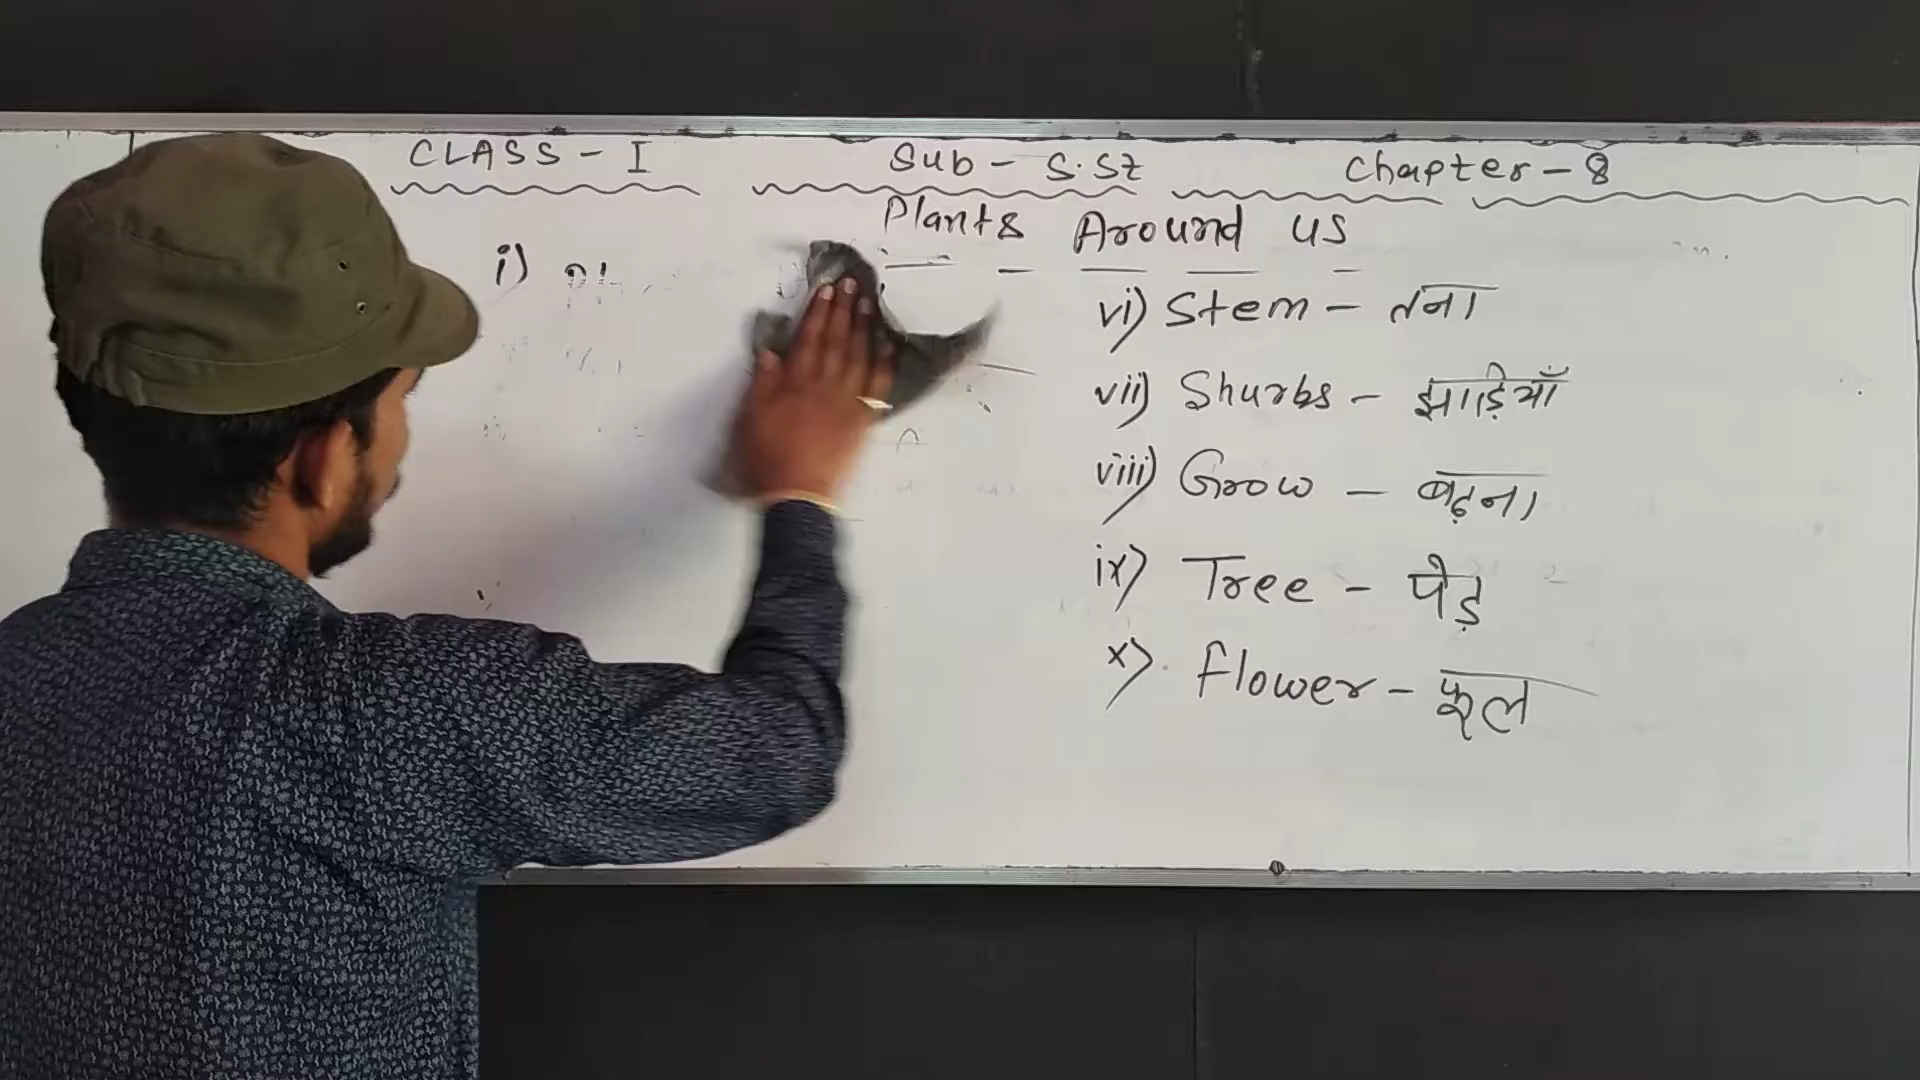 CLASS - I Sub - S.St Chapter - 8
Plants Around us
i)
vi) Stem - तना
vii) Shurbs - झाड़ियाँ
viii) Grow - बढ़ना
ix) Tree - पेड़
x) flower - फूल